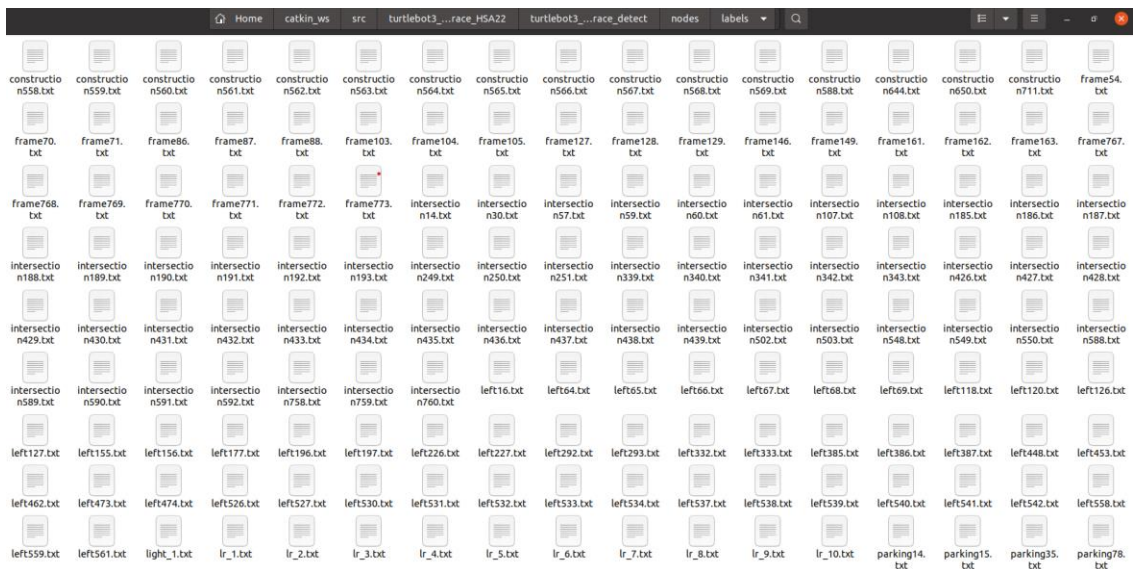 Home catkin_ws src turtlebot3_...race_HSA22 turtlebot3_...race_detect nodes labels
constructio constructio constructio constructio constructio constructio constructio constructio constructio constructio constructio constructio constructio constructio constructio constructio frame54.
n558.txt n559.txt n560.txt n561.txt n562.txt n563.txt n564.txt n565.txt n566.txt n567.txt n568.txt n569.txt n588.txt n644.txt n650.txt n711.txt txt
frame70. frame71. frame86. frame87. frame88. frame103. frame104. frame105. frame127. frame128. frame129. frame146. frame149. frame161. frame162. frame163. frame767.
txt txt txt txt txt txt txt txt txt txt txt txt txt txt txt txt txt
frame768. frame769. frame770. frame771. frame772. frame773. intersectio intersectio intersectio intersectio intersectio intersectio intersectio intersectio intersectio intersectio intersectio
txt txt txt txt txt txt n14.txt n30.txt n57.txt n59.txt n60.txt n61.txt n107.txt n108.txt n185.txt n186.txt n187.txt
intersectio intersectio intersectio intersectio intersectio intersectio intersectio intersectio intersectio intersectio intersectio intersectio intersectio intersectio intersectio intersectio intersectio
n188.txt n189.txt n190.txt n191.txt n192.txt n193.txt n249.txt n250.txt n251.txt n339.txt n340.txt n341.txt n342.txt n343.txt n426.txt n427.txt n428.txt
intersectio intersectio intersectio intersectio intersectio intersectio intersectio intersectio intersectio intersectio intersectio intersectio intersectio intersectio intersectio intersectio intersectio
n429.txt n430.txt n431.txt n432.txt n433.txt n434.txt n435.txt n436.txt n437.txt n438.txt n439.txt n502.txt n503.txt n548.txt n549.txt n550.txt n588.txt
intersectio intersectio intersectio intersectio intersectio intersectio intersectio left16.txt left64.txt left65.txt left66.txt left67.txt left68.txt left69.txt left118.txt left120.txt left126.txt
n589.txt n590.txt n591.txt n592.txt n758.txt n759.txt n760.txt
left127.txt left155.txt left156.txt left177.txt left196.txt left197.txt left226.txt left227.txt left292.txt left293.txt left332.txt left333.txt left385.txt left386.txt left387.txt left448.txt left453.txt
left462.txt left473.txt left474.txt left526.txt left527.txt left530.txt left531.txt left532.txt left533.txt left534.txt left537.txt left538.txt left539.txt left540.txt left541.txt left542.txt left558.txt
left559.txt left561.txt light_1.txt lr_1.txt lr_2.txt lr_3.txt lr_4.txt lr_5.txt lr_6.txt lr_7.txt lr_8.txt lr_9.txt lr_10.txt parking14. parking15. parking35. parking78.
txt txt txt txt